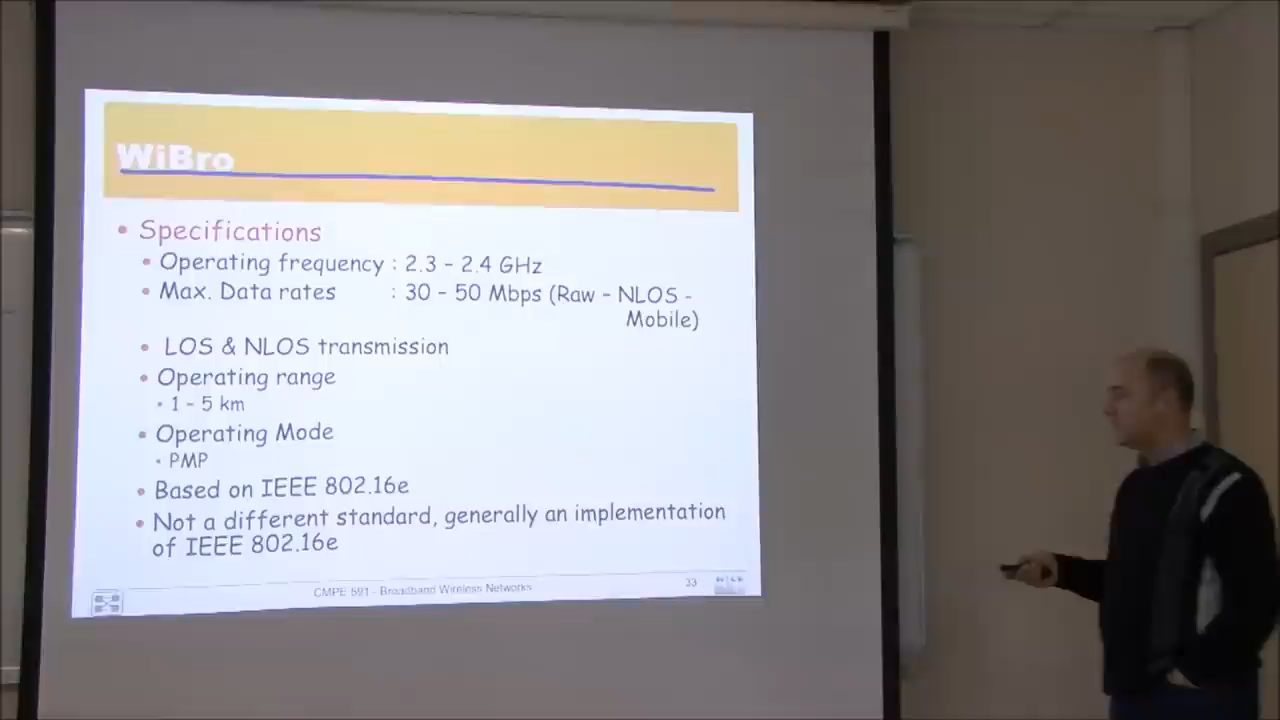 WiBro
• Specifications
• Operating frequency : 2.3 – 2.4 GHz
• Max. Data rates : 30 – 50 Mbps (Raw – NLOS -
Mobile)
• LOS & NLOS transmission
• Operating range
• 1 – 5 km
• Operating Mode
• PMP
• Based on IEEE 802.16e
• Not a different standard, generally an implementation
of IEEE 802.16e
CMPE 591 - Broadband Wireless Networks
33